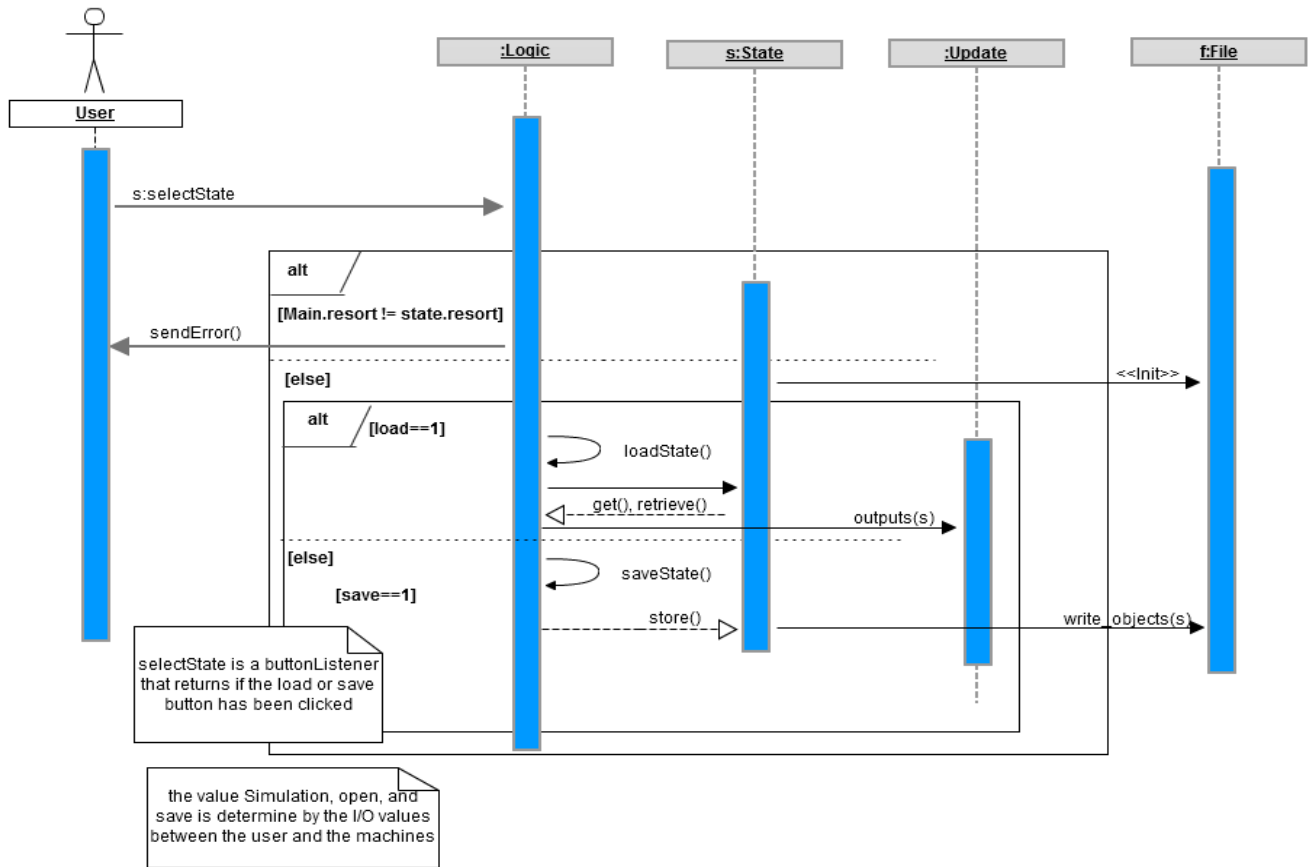 :Logic
s:State
:Update
f:File
User
s:selectState
alt
[Main.resort != state.resort]
sendError()
[else]
<<Init>>
alt
[load==1]
loadState()
get(), retrieve()
outputs(s)
[else]
saveState()
[save==1]
store()
write_objects(s)
selectState is a buttonListener
that returns if the load or save
button has been clicked
the value Simulation, open, and
save is determine by the I/O values
between the user and the machines